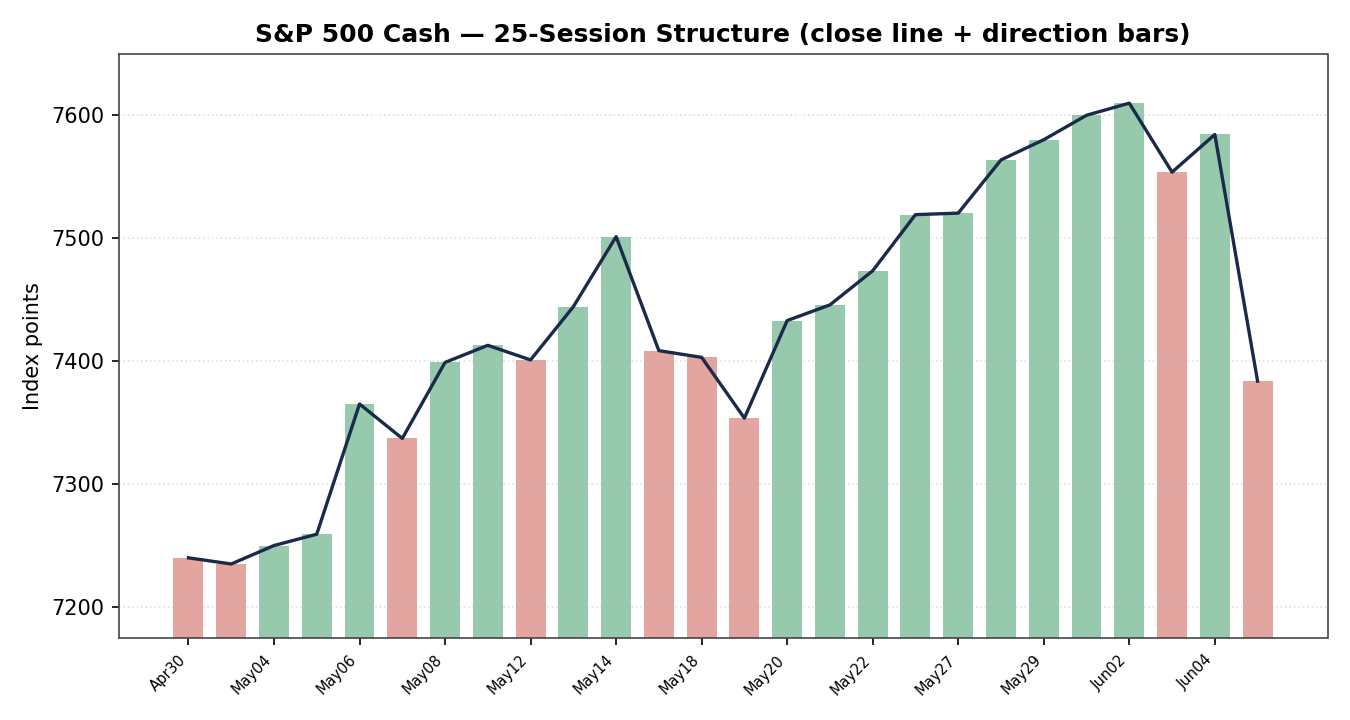 S&P 500 Cash — 25-Session Structure (close line + direction bars)
Index points
7600
7500
7400
7300
7200
Apr30 May04 May06 May08 May12 May14 May18 May20 May22 May27 May29 Jun02 Jun04